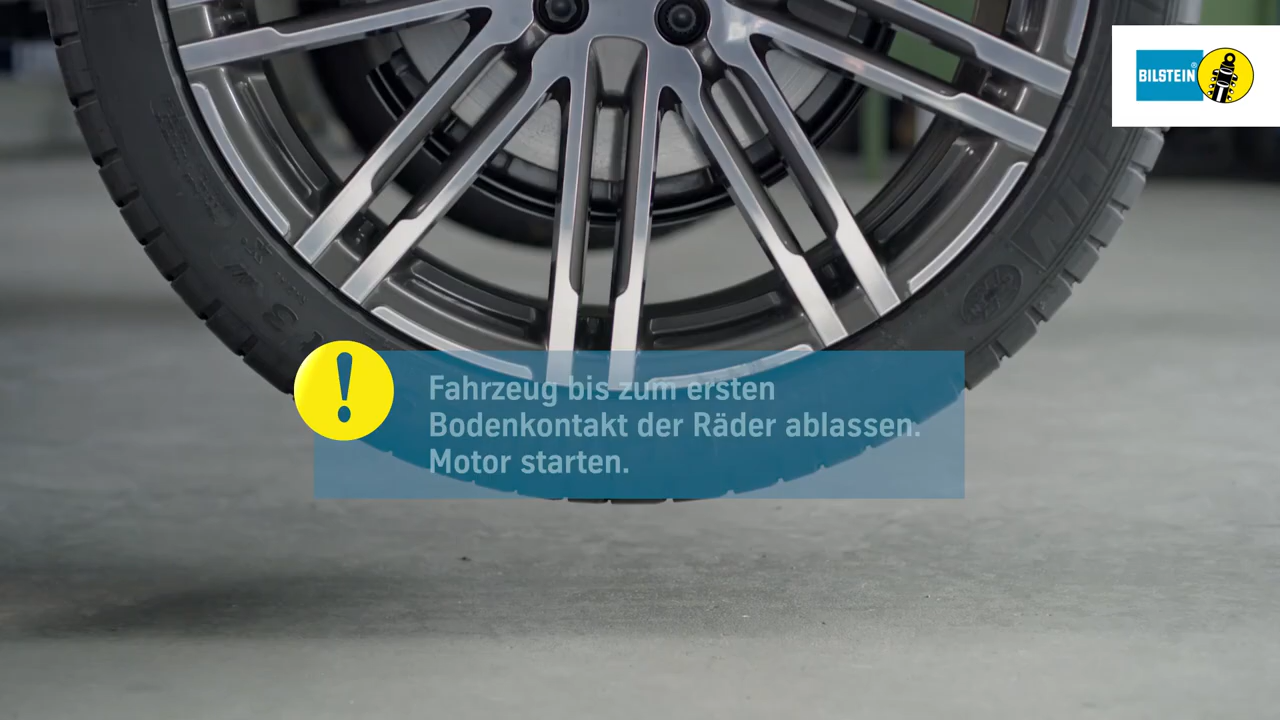 BILSTEIN®
Fahrzeug bis zum ersten
Bodenkontakt der Räder ablassen.
Motor starten.